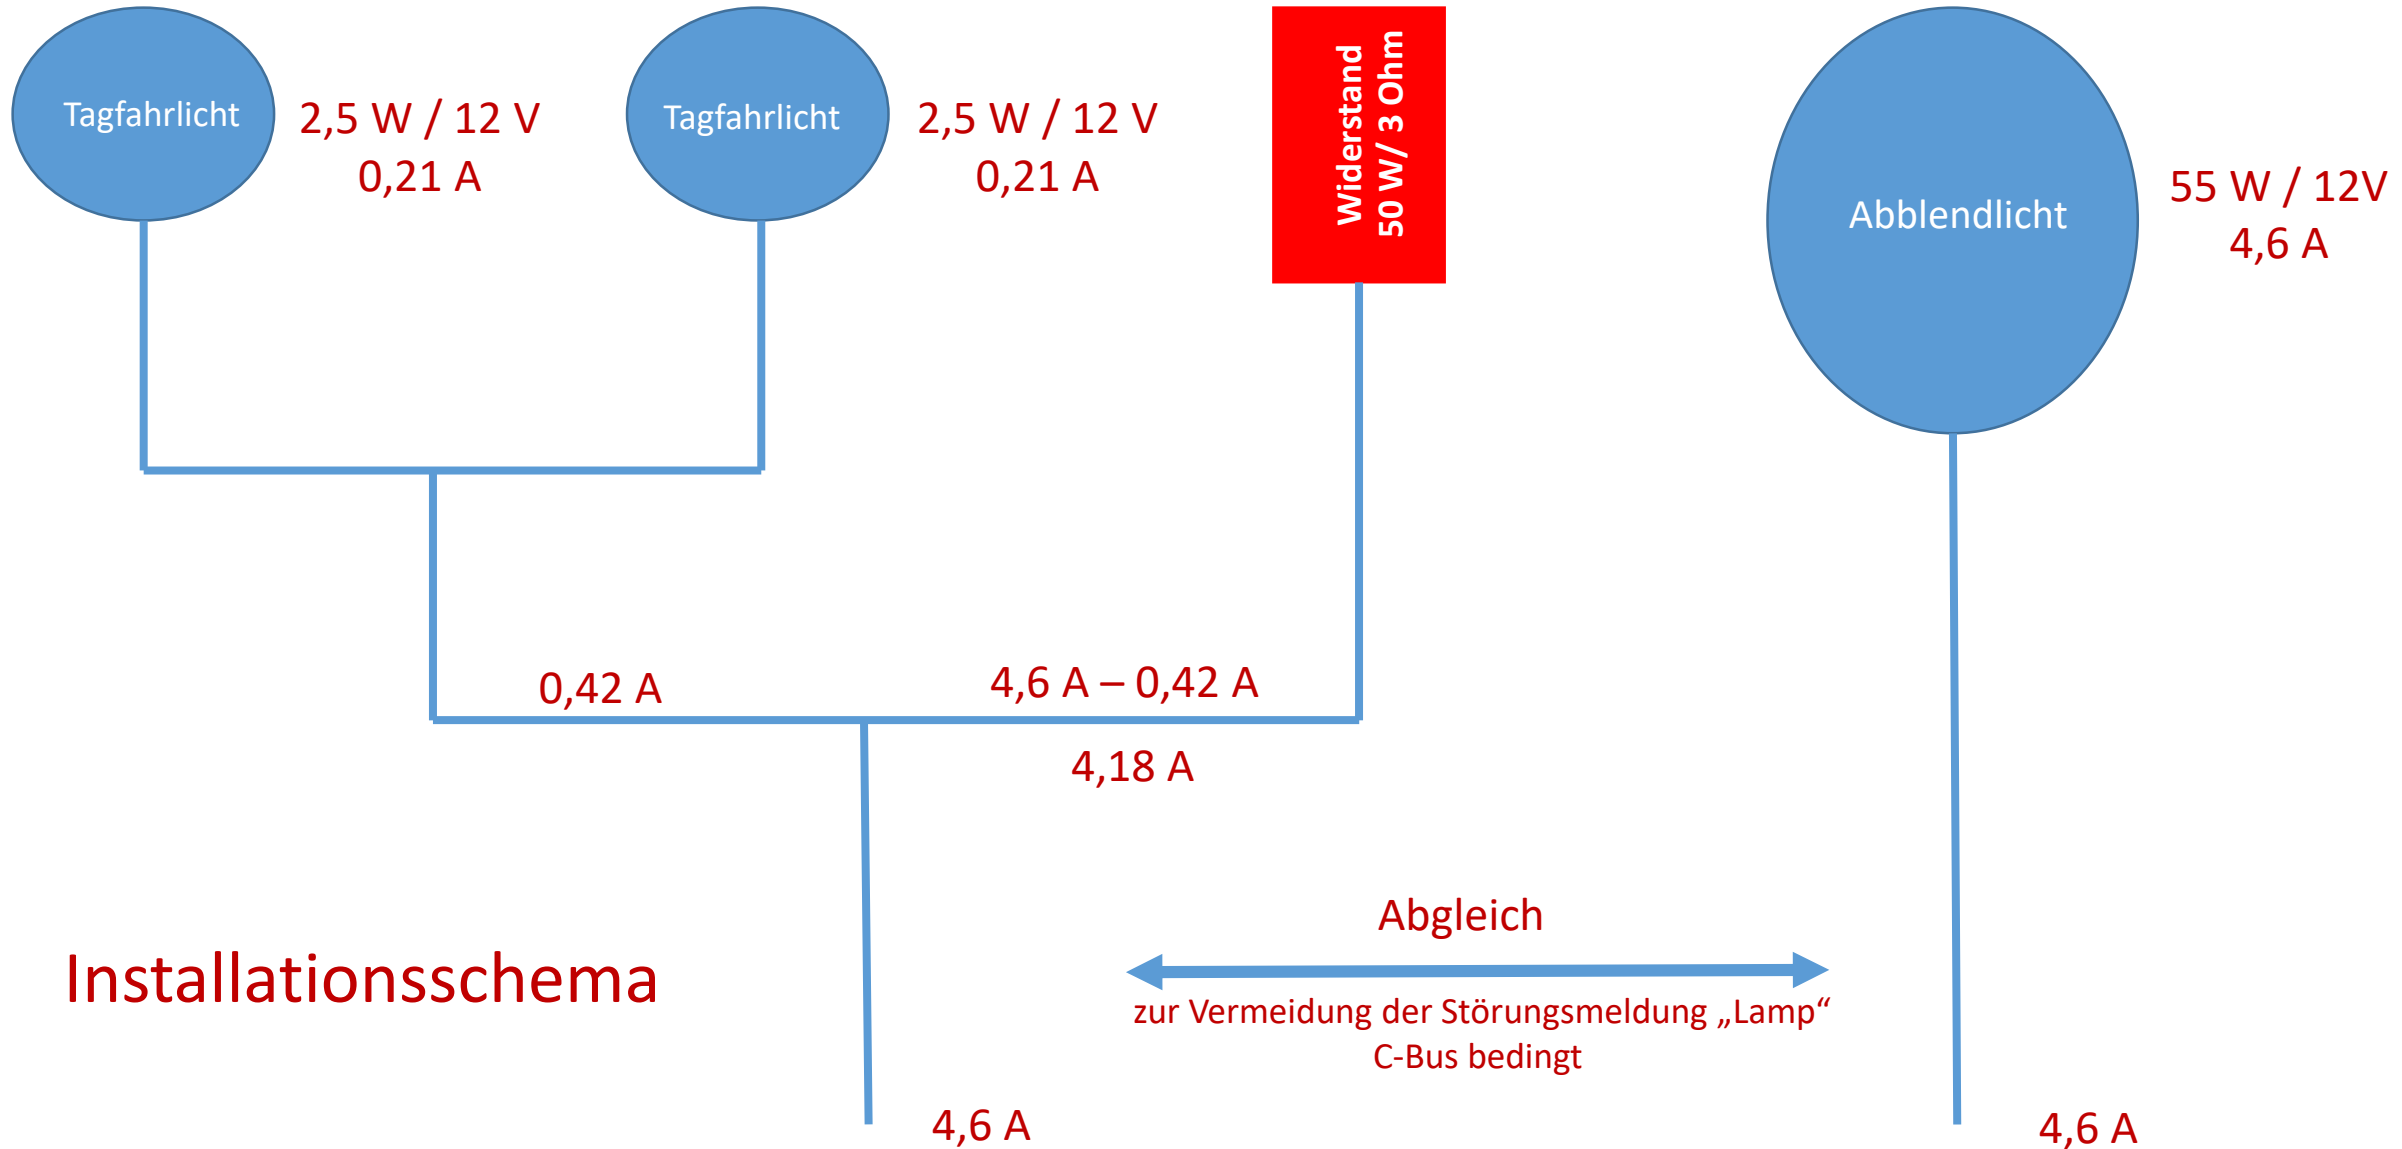 Tagfahrlicht
2,5 W / 12 V
0,21 A
Tagfahrlicht
2,5 W / 12 V
0,21 A
Widerstand
50 W/ 3 Ohm
Abblendlicht
55 W / 12V
4,6 A
0,42 A
4,6 A – 0,42 A
4,18 A
Abgleich
Installationsschema
zur Vermeidung der Störungsmeldung „Lamp“
C-Bus bedingt
4,6 A
4,6 A